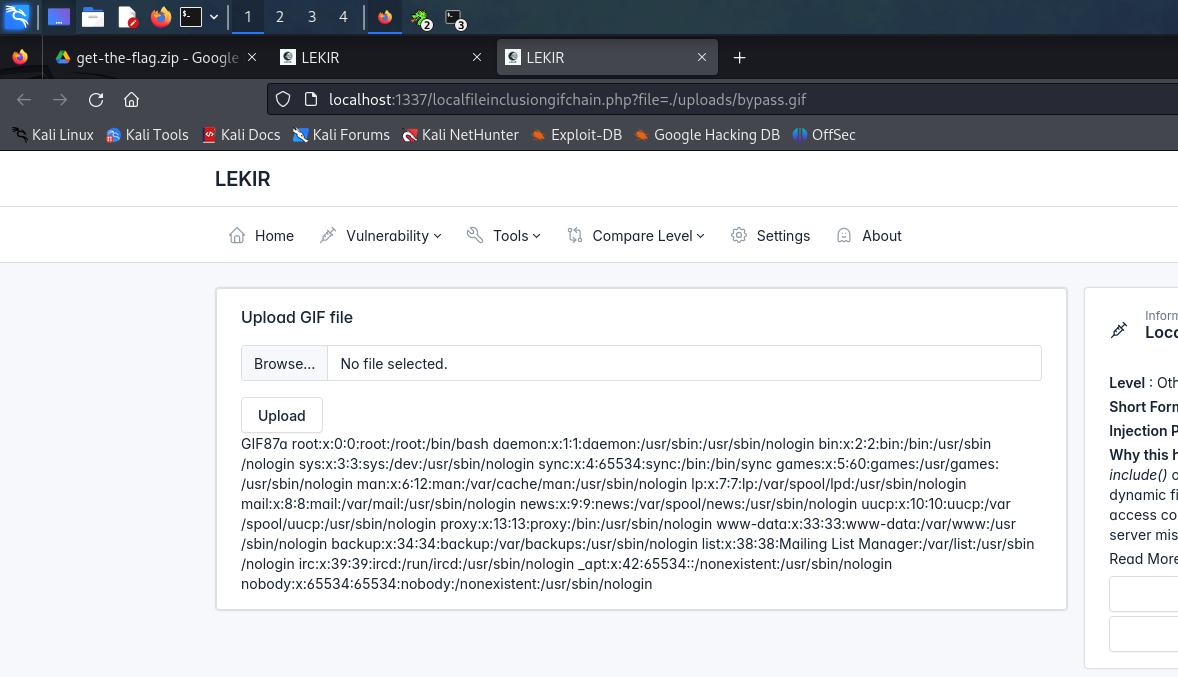 1 2 3 4 2 3
get-the-flag.zip - Google LEKIR LEKIR
localhost:1337/localfileinclusiongifchain.php?file=./uploads/bypass.gif
Kali Linux Kali Tools Kali Docs Kali Forums Kali NetHunter Exploit-DB Google Hacking DB OffSec
LEKIR
Home Vulnerability Tools Compare Level Settings About
Upload GIF file
Browse... No file selected.
Upload
GIF87a root:x:0:0:root:/root:/bin/bash daemon:x:1:1:daemon:/usr/sbin:/usr/sbin/nologin bin:x:2:2:bin:/bin:/usr/sbin
/nologin sys:x:3:3:sys:/dev:/usr/sbin/nologin sync:x:4:65534:sync:/bin:/bin/sync games:x:5:60:games:/usr/games:
/usr/sbin/nologin man:x:6:12:man:/var/cache/man:/usr/sbin/nologin lp:x:7:7:lp:/var/spool/lpd:/usr/sbin/nologin
mail:x:8:8:mail:/var/mail:/usr/sbin/nologin news:x:9:9:news:/var/spool/news:/usr/sbin/nologin uucp:x:10:10:uucp:/var
/spool/uucp:/usr/sbin/nologin proxy:x:13:13:proxy:/bin:/usr/sbin/nologin www-data:x:33:33:www-data:/var/www:/usr
/sbin/nologin backup:x:34:34:backup:/var/backups:/usr/sbin/nologin list:x:38:38:Mailing List Manager:/var/list:/usr/sbin
/nologin irc:x:39:39:ircd:/run/ircd:/usr/sbin/nologin _apt:x:42:65534::/nonexistent:/usr/sbin/nologin
nobody:x:65534:65534:nobody:/nonexistent:/usr/sbin/nologin
Inform
Loca
Level : Oth
Short Form
Injection P
Why this h
include() o
dynamic fi
access co
server mis
Read More